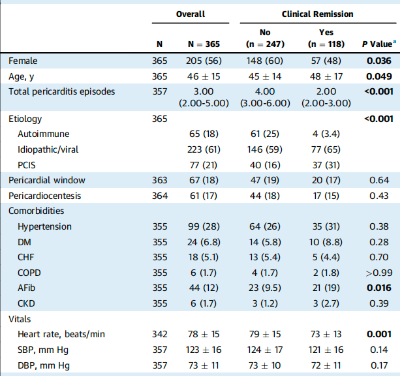 Overall Clinical Remission
No Yes
N N = 365 (n = 247) (n = 118) P Valueᵃ
Female 365 205 (56) 148 (60) 57 (48) 0.036
Age, y 365 46 ± 15 45 ± 14 48 ± 17 0.049
Total pericarditis episodes 357 3.00 4.00 2.00 <0.001
(2.00-5.00) (3.00-6.00) (2.00-3.00)
Etiology 365 <0.001
Autoimmune 65 (18) 61 (25) 4 (3.4)
Idiopathic/viral 223 (61) 146 (59) 77 (65)
PCIS 77 (21) 40 (16) 37 (31)
Pericardial window 363 67 (18) 47 (19) 20 (17) 0.64
Pericardiocentesis 364 61 (17) 44 (18) 17 (15) 0.43
Comorbidities
Hypertension 355 99 (28) 64 (26) 35 (31) 0.38
DM 355 24 (6.8) 14 (5.8) 10 (8.8) 0.28
CHF 355 18 (5.1) 13 (5.4) 5 (4.4) 0.70
COPD 355 6 (1.7) 4 (1.7) 2 (1.8) >0.99
AFib 355 44 (12) 23 (9.5) 21 (19) 0.016
CKD 355 6 (1.7) 3 (1.2) 3 (2.7) 0.39
Vitals
Heart rate, beats/min 342 78 ± 15 79 ± 15 73 ± 13 0.001
SBP, mm Hg 357 123 ± 16 124 ± 17 121 ± 16 0.14
DBP, mm Hg 357 73 ± 11 73 ± 10 72 ± 11 0.17